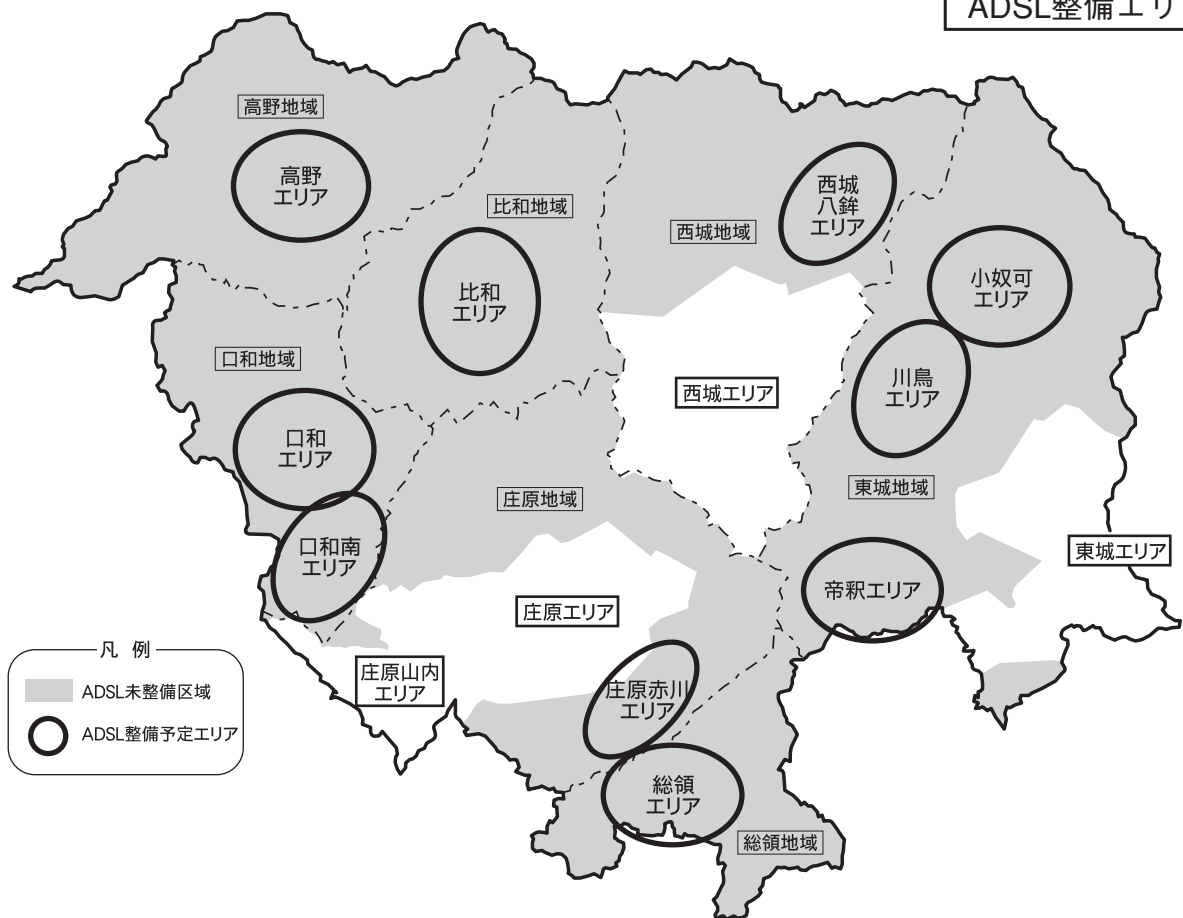 ADSL整備エリ
高野地域
高野
エリア
比和地域
比和
エリア
西城地域
西城
八鉾
エリア
小奴可
エリア
川鳥
エリア
口和地域
口和
エリア
口和南
エリア
西城エリア
庄原地域
東城地域
東城エリア
帝釈エリア
庄原エリア
庄原山内
エリア
庄原赤川
エリア
総領
エリア
総領地域
凡 例
ADSL未整備区域
ADSL整備予定エリア